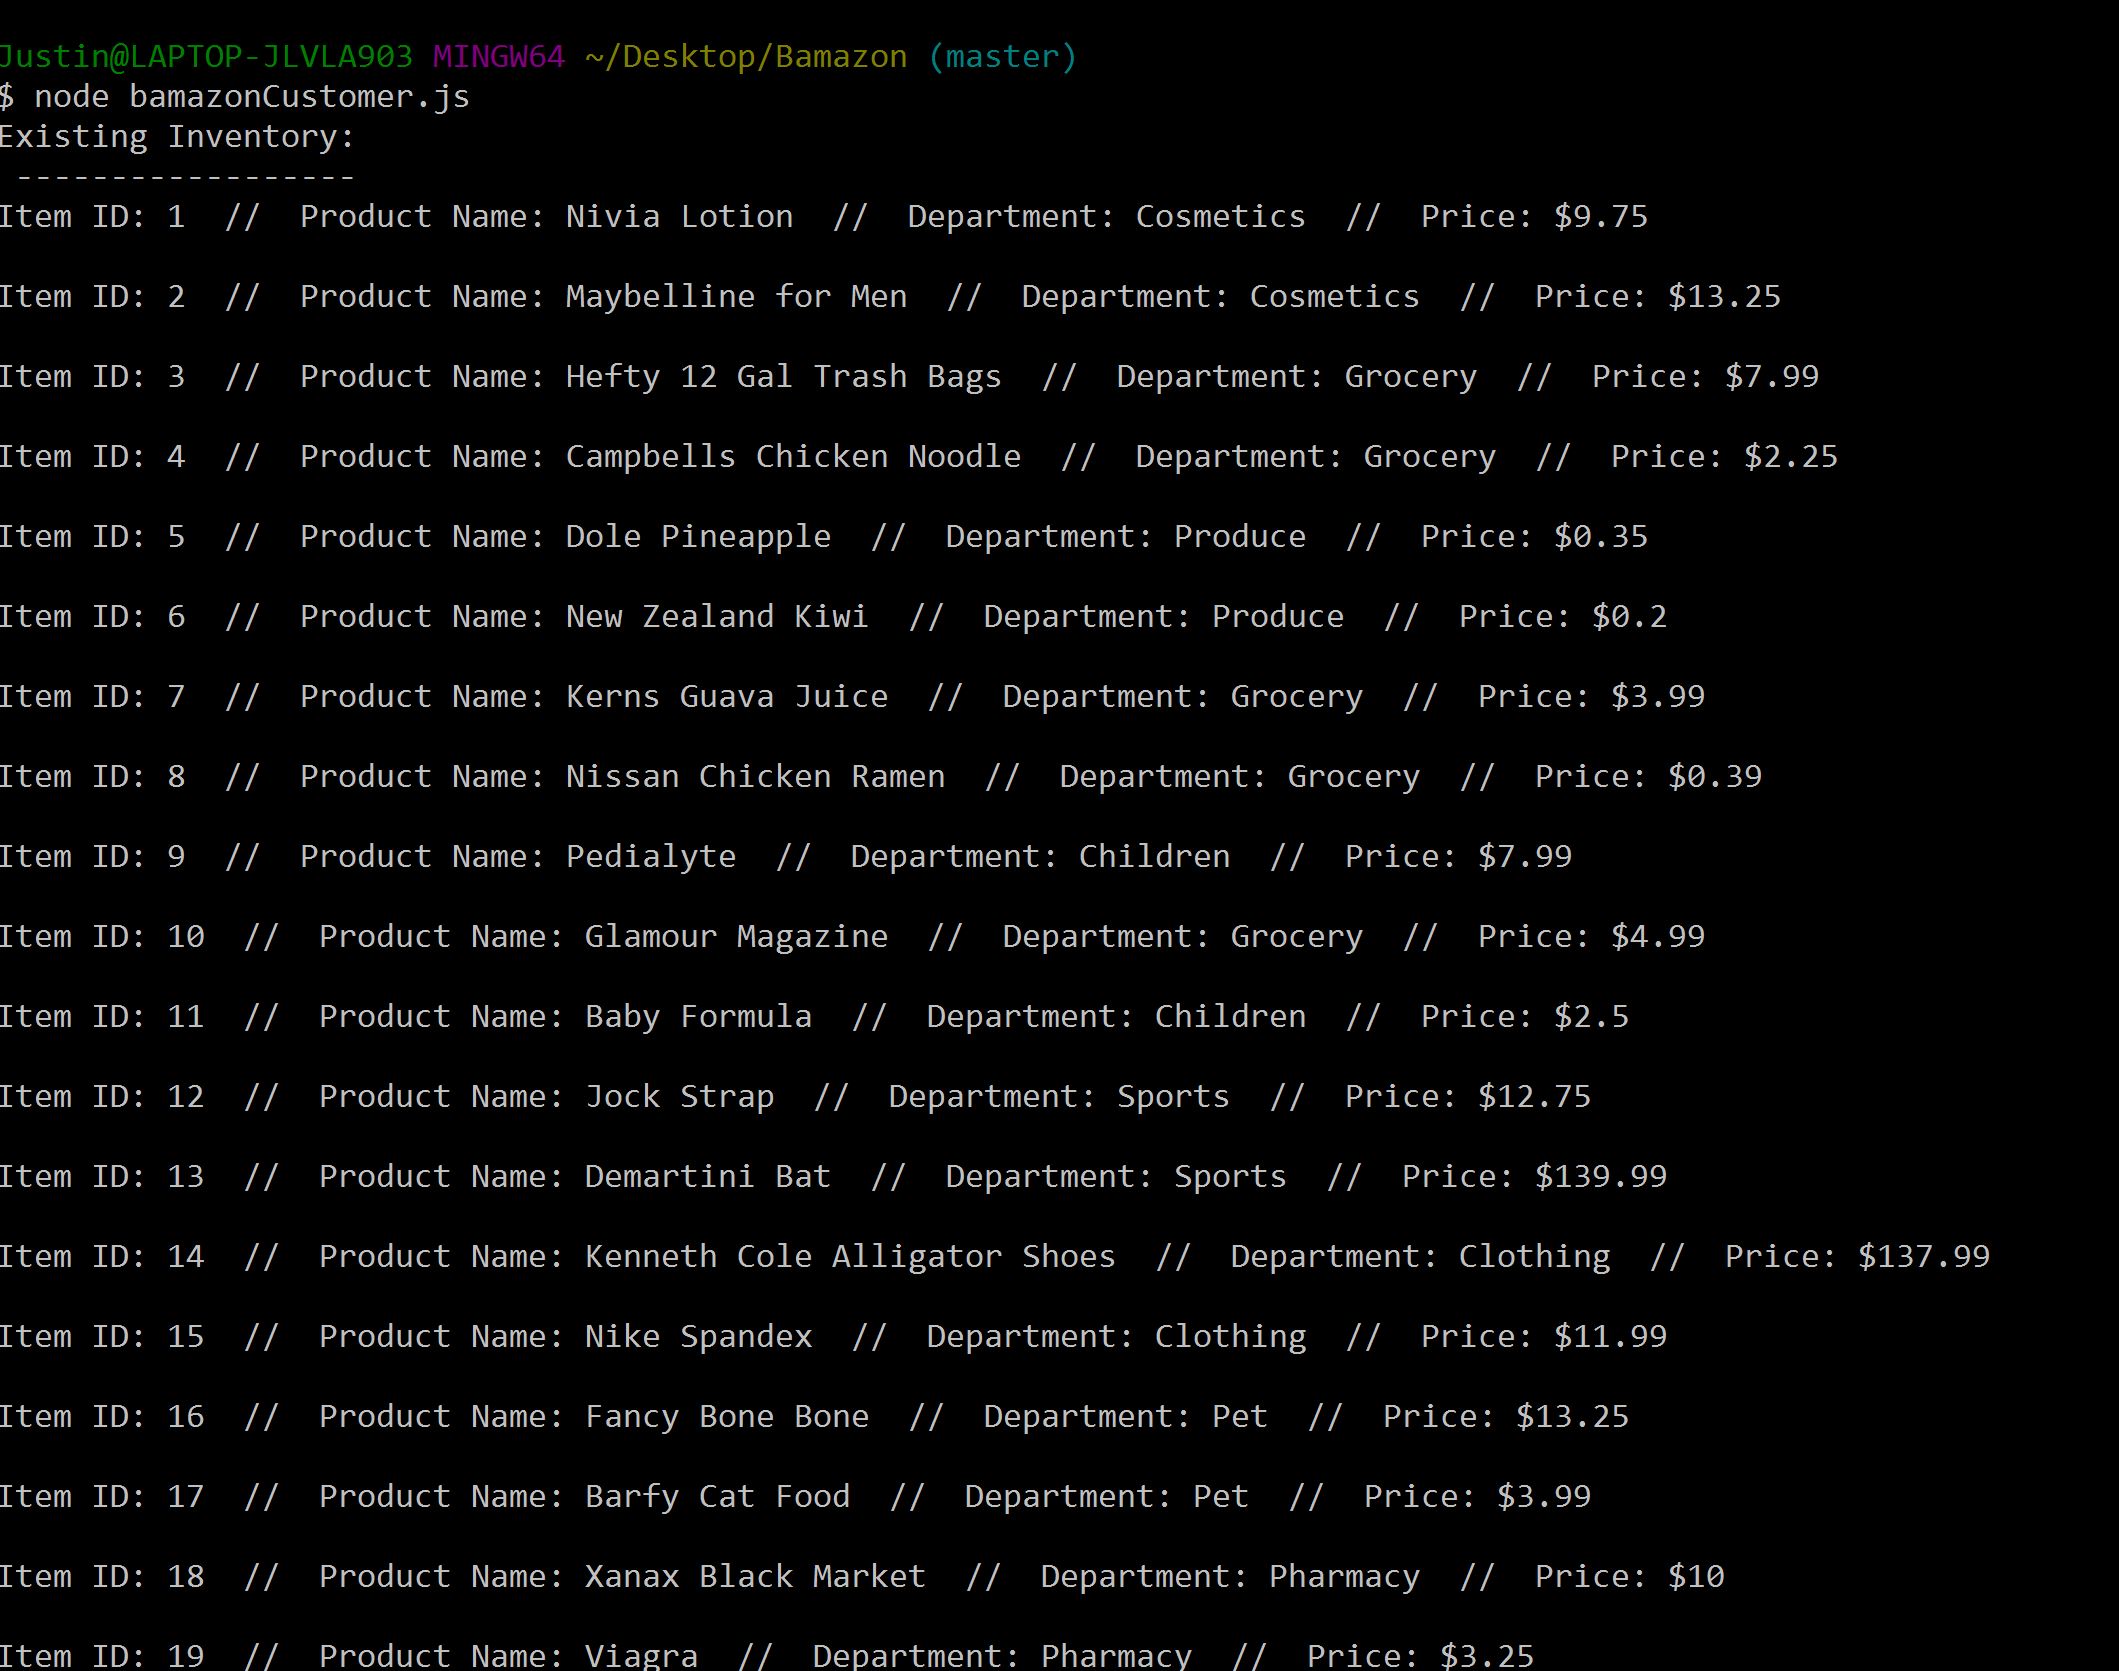 Justin@LAPTOP-JLVLA903 MINGW64 ~/Desktop/Bamazon (master)
$ node bamazonCustomer.js
Existing Inventory:
------------------
Item ID: 1  //  Product Name: Nivia Lotion  //  Department: Cosmetics  //  Price: $9.75
Item ID: 2  //  Product Name: Maybelline for Men  //  Department: Cosmetics  //  Price: $13.25
Item ID: 3  //  Product Name: Hefty 12 Gal Trash Bags  //  Department: Grocery  //  Price: $7.99
Item ID: 4  //  Product Name: Campbells Chicken Noodle  //  Department: Grocery  //  Price: $2.25
Item ID: 5  //  Product Name: Dole Pineapple  //  Department: Produce  //  Price: $0.35
Item ID: 6  //  Product Name: New Zealand Kiwi  //  Department: Produce  //  Price: $0.2
Item ID: 7  //  Product Name: Kerns Guava Juice  //  Department: Grocery  //  Price: $3.99
Item ID: 8  //  Product Name: Nissan Chicken Ramen  //  Department: Grocery  //  Price: $0.39
Item ID: 9  //  Product Name: Pedialyte  //  Department: Children  //  Price: $7.99
Item ID: 10  //  Product Name: Glamour Magazine  //  Department: Grocery  //  Price: $4.99
Item ID: 11  //  Product Name: Baby Formula  //  Department: Children  //  Price: $2.5
Item ID: 12  //  Product Name: Jock Strap  //  Department: Sports  //  Price: $12.75
Item ID: 13  //  Product Name: Demartini Bat  //  Department: Sports  //  Price: $139.99
Item ID: 14  //  Product Name: Kenneth Cole Alligator Shoes  //  Department: Clothing  //  Price: $137.99
Item ID: 15  //  Product Name: Nike Spandex  //  Department: Clothing  //  Price: $11.99
Item ID: 16  //  Product Name: Fancy Bone Bone  //  Department: Pet  //  Price: $13.25
Item ID: 17  //  Product Name: Barfy Cat Food  //  Department: Pet  //  Price: $3.99
Item ID: 18  //  Product Name: Xanax Black Market  //  Department: Pharmacy  //  Price: $10
Item ID: 19  //  Product Name: Viagra  //  Department: Pharmacy  //  Price: $3.25